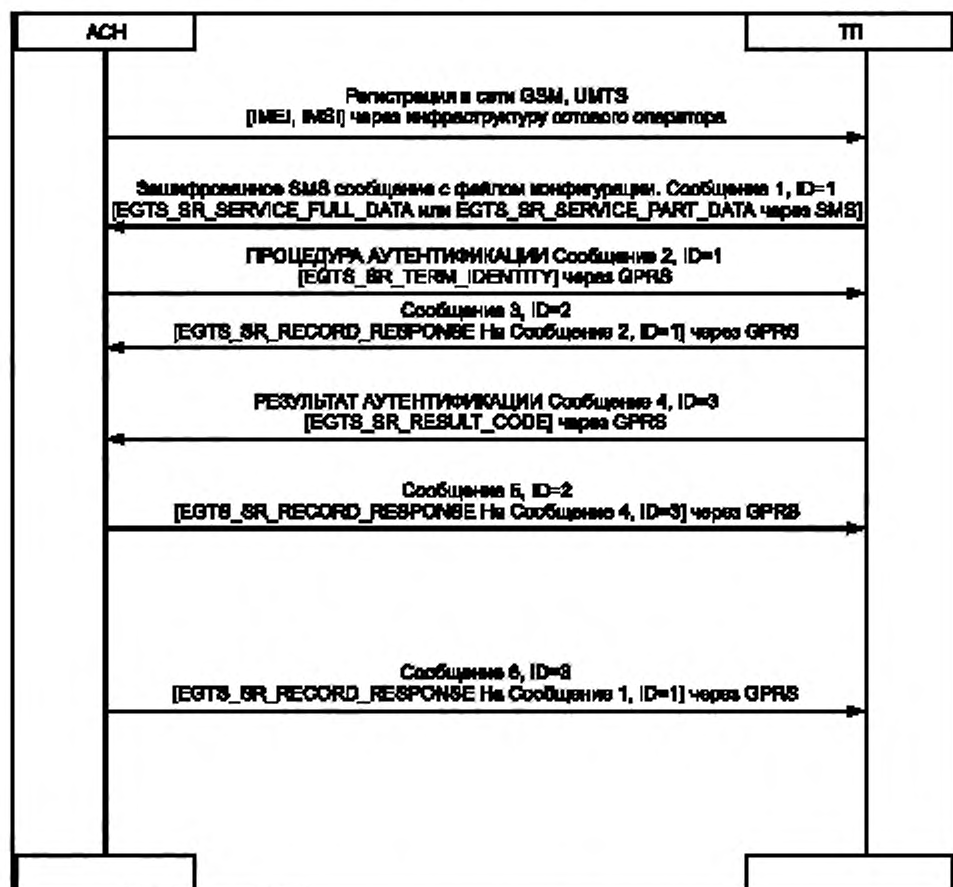 АСН
ТП
Регистрация в сети GSM, UMTS
[IMEI, IMSI] через инфраструктуру сотового оператора
Зашифрованное SMS сообщение с файлом конфигурации. Сообщение 1, ID=1
[EGTS_SR_SERVICE_FULL_DATA или EGTS_SR_SERVICE_PART_DATA через SMS]
ПРОЦЕДУРА АУТЕНТИФИКАЦИИ Сообщение 2, ID=1
[EGTS_SR_TERM_IDENTITY] через GPRS
Сообщение 3, ID=2
[EGTS_SR_RECORD_RESPONSE На Сообщение 2, ID=1] через GPRS
РЕЗУЛЬТАТ АУТЕНТИФИКАЦИИ Сообщение 4, ID=3
[EGTS_SR_RESULT_CODE] через GPRS
Сообщение 5, ID=2
[EGTS_SR_RECORD_RESPONSE На Сообщение 4, ID=3] через GPRS
Сообщение 6, ID=3
[EGTS_SR_RECORD_RESPONSE На Сообщение 1, ID=1] через GPRS